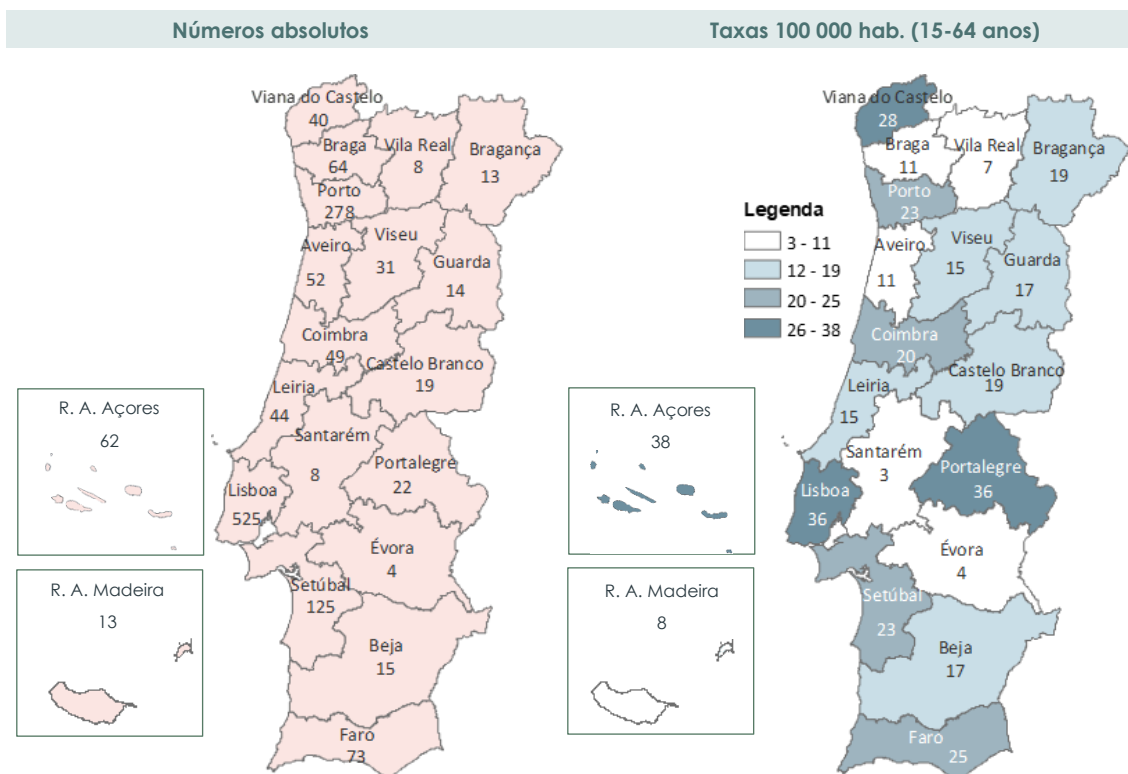 Números absolutos
Viana do Castelo
40
Braga
64
Vila Real
8
Bragança
13
Porto
278
Aveiro
52
Viseu
31
Guarda
14
Coimbra
49
Castelo Branco
19
Leiria
44
Santarém
8
Portalegre
22
Lisboa
525
Évora
4
Setúbal
125
Beja
15
Faro
73
R. A. Açores
62
R. A. Madeira
13
Taxas 100 000 hab. (15-64 anos)
Viana do Castelo
28
Braga
11
Vila Real
7
Bragança
19
Porto
23
Legenda
3 - 11
12 - 19
20 - 25
26 - 38
Aveiro
11
Viseu
15
Guarda
17
Coimbra
20
Castelo Branco
19
Leiria
15
Santarém
3
Portalegre
36
Lisboa
36
Évora
4
Setúbal
23
Beja
17
Faro
25
R. A. Açores
38
R. A. Madeira
8